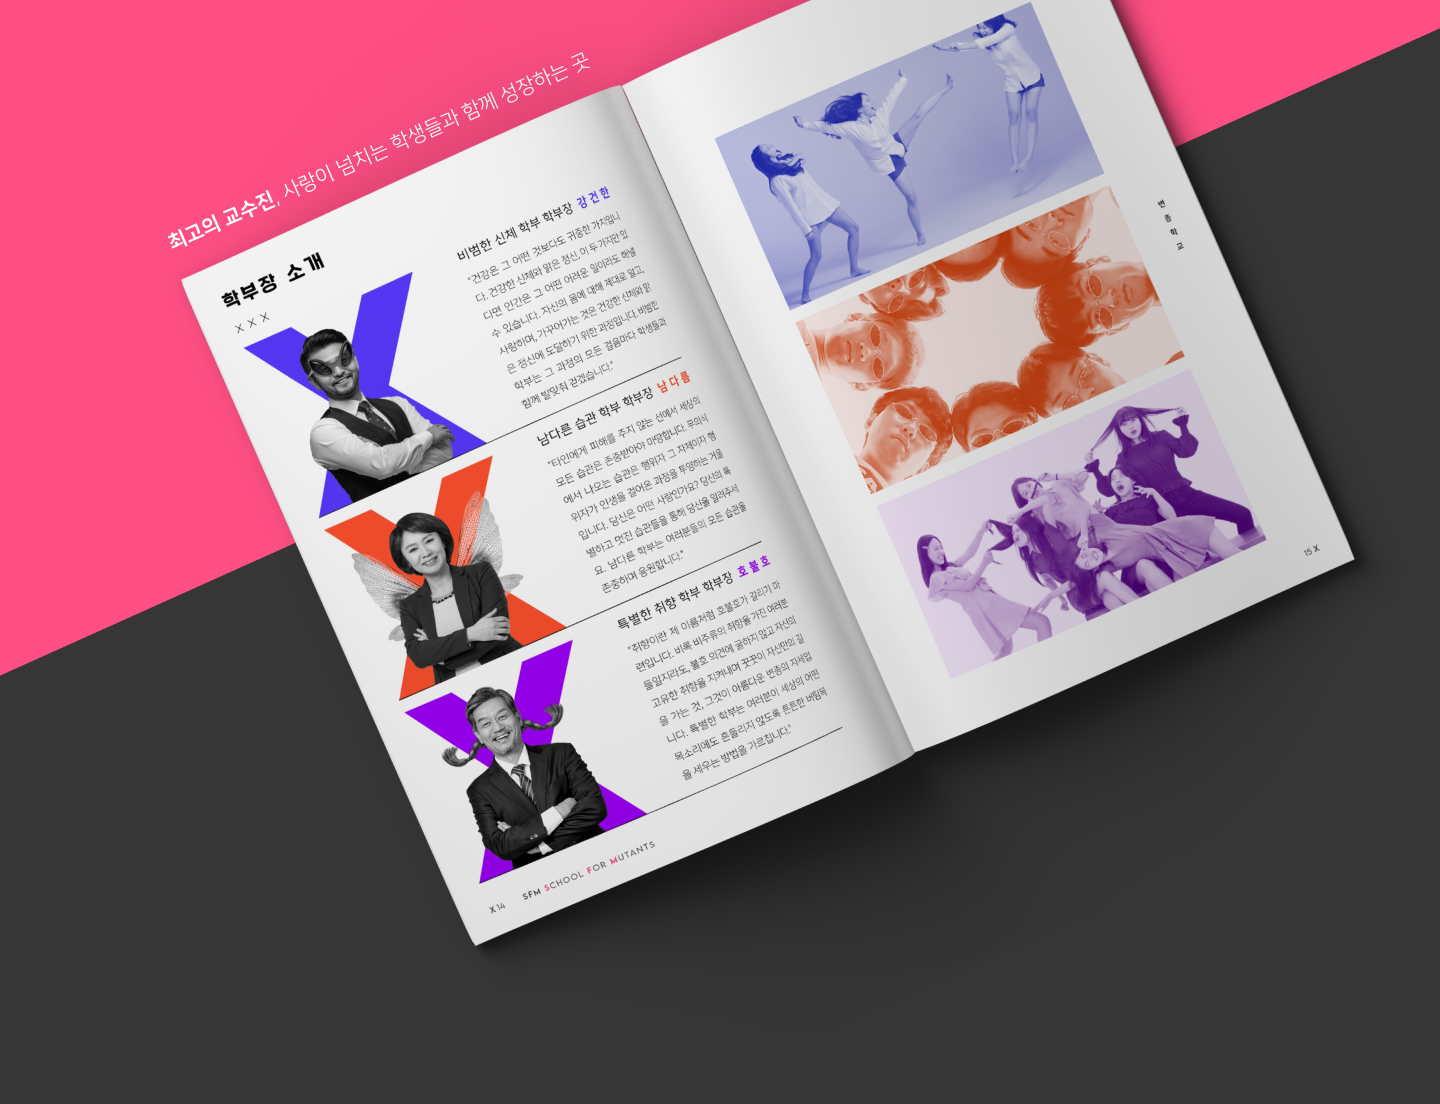 최고의 교수진, 사랑이 넘치는 학생들과 함께 성장하는 곳
학부장 소개
X X X
비범한 신체 학부 학부장 강건한
"건강은 그 어떤 것보다도 귀중한 가치입니
다. 건강한 신체와 맑은 정신, 이 두 가지만 있
다면 인간은 그 어떤 어려운 일이라도 해낼
수 있습니다. 자신의 몸에 대해 제대로 알고,
사랑하며, 가꾸어가는 것은 건강한 신체와 맑
은 정신에 도달하기 위한 과정입니다. 비범한
학부는 그 과정의 모든 걸음마다 학생들과
함께 발맞춰 걷겠습니다."
남다른 습관 학부 학부장 남다름
"타인에게 피해를 주지 않는 선에서 세상의
모든 습관은 존중받아야 마땅합니다. 무의식
에서 나오는 습관은 행위자 그 자체이자 행
위자가 인생을 걸어온 과정을 투영하는 거울
입니다. 당신은 어떤 사람인가요? 당신의 특
별하고 멋진 습관들을 통해 당신을 알려주서
요. 남다른 학부는 여러분들의 모든 습관을
존중하며 응원합니다."
특별한 취향 학부 학부장 호불호
"취향이란 제 이름처럼 호불호가 갈리기 마
련입니다. 비록 비주류의 취향을 가진 여러분
들일지라도, 불호 의견에 굴하지 않고 자신의
고유한 취향을 지켜내며 꿋꿋이 자신만의 길
을 가는 것, 그것이 아름다운 변종의 자세입
니다. 특별한 학부는 여러분이 세상의 어떤
목소리에도 흔들리지 않도록 튼튼한 버팀목
을 세우는 방법을 가르칩니다."
X 14 SFM SCHOOL FOR MUTANTS
변종학교
15 X